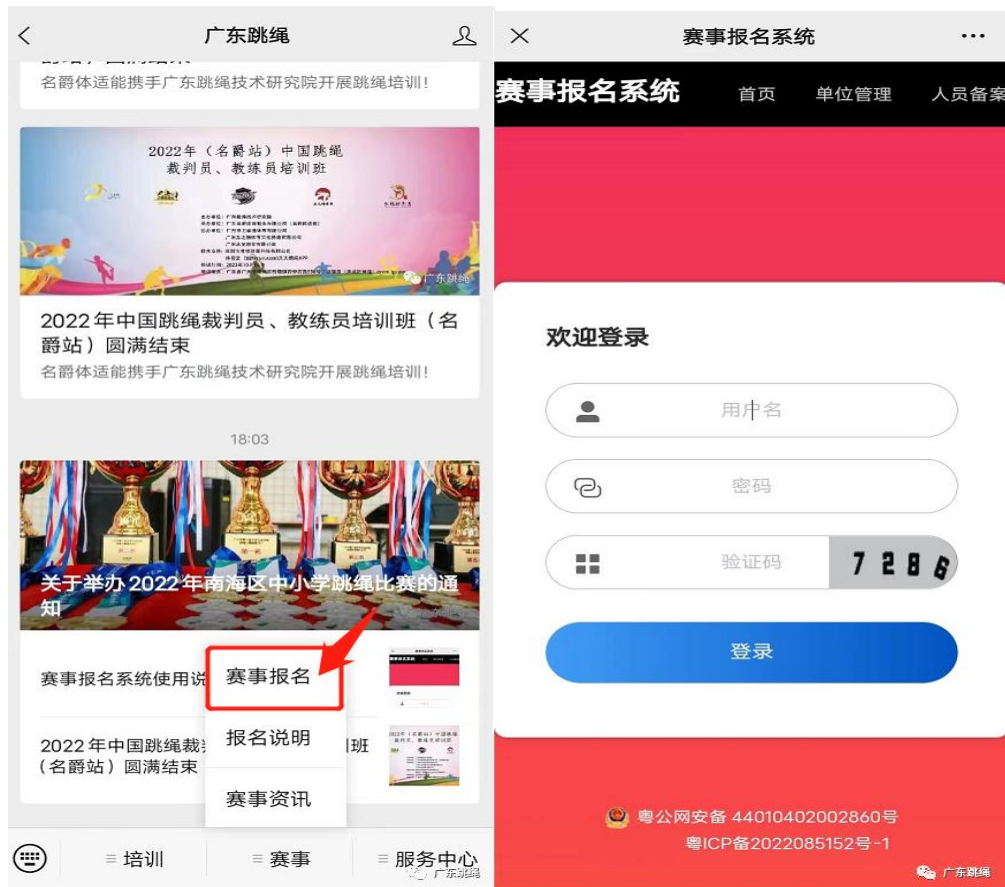 广东跳绳
名爵体适能携手广东跳绳技术研究院开展跳绳培训!
2022年（名爵站）中国跳绳
裁判员、教练员培训班
广东跳绳
2022年中国跳绳裁判员、教练员培训班（名
爵站）圆满结束
名爵体适能携手广东跳绳技术研究院开展跳绳培训!
18:03
关于举办2022年南海区中小学跳绳比赛的通
知
赛事报名系统使用说
赛事报名
2022年中国跳绳裁 班
（名爵站）圆满结束
报名说明
赛事资讯
培训
赛事
服务中心
广东跳绳
赛事报名系统
赛事报名系统
首页
单位管理
人员备案
欢迎登录
用户名
密码
验证码
7286
登录
粤公网安备 44010402002860号
粤ICP备2022085152号-1
广东跳绳